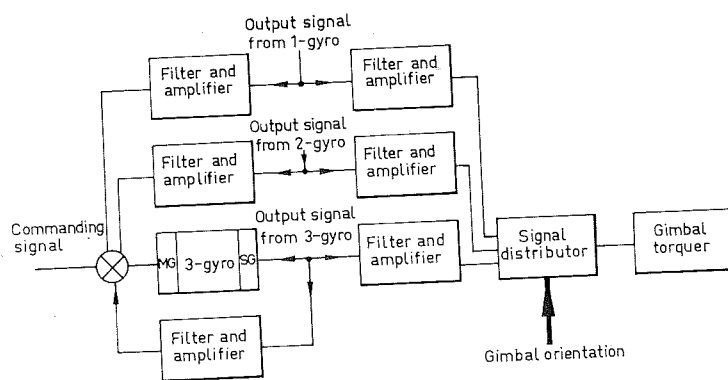 Output signal
from 1-gyro
Filter and
amplifier
Filter and
amplifier
Output signal
from 2-gyro
Filter and
amplifier
Filter and
amplifier
Commanding
signal
Output signal
from 3-gyro
MG
3-gyro
SG
Filter and
amplifier
Signal
distributor
Gimbal
torquer
Filter and
amplifier
Gimbal orientation